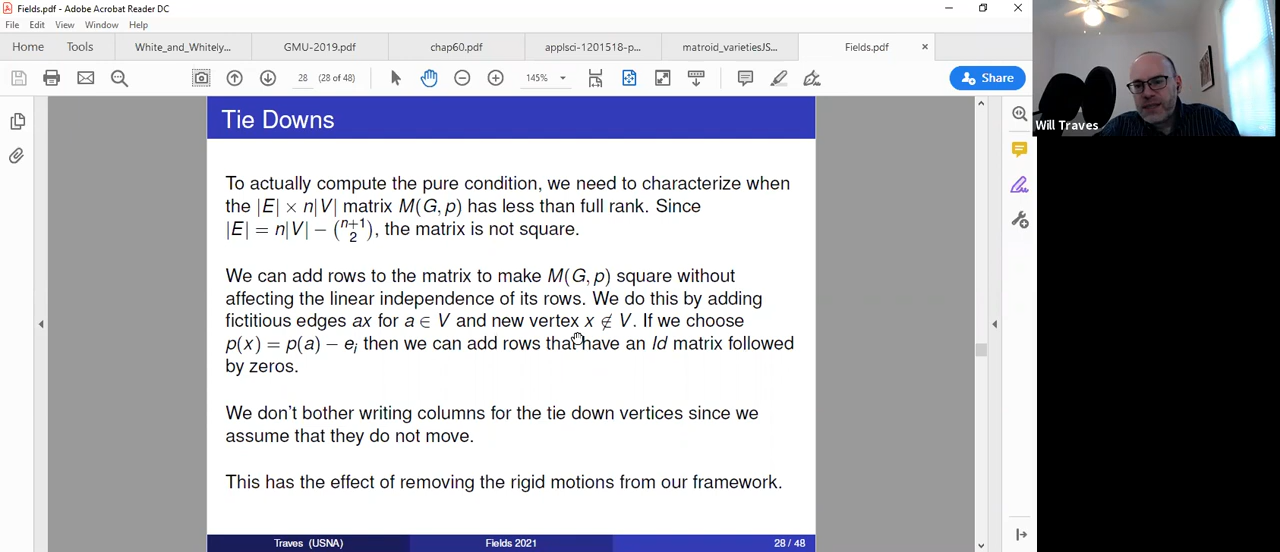 Fields.pdf - Adobe Acrobat Reader DC
File Edit View Window Help
Home Tools White_and_Whitely... GMU-2019.pdf chap60.pdf applsci-1201518-p... matroid_varietiesJS... Fields.pdf ×
28 (28 of 48) 145% Share
Will Traves
Tie Downs
To actually compute the pure condition, we need to characterize when
the |E| × n|V| matrix M(G, p) has less than full rank. Since
|E| = n|V| − (n+1 2), the matrix is not square.
We can add rows to the matrix to make M(G, p) square without
affecting the linear independence of its rows. We do this by adding
fictitious edges ax for a ∈ V and new vertex x ∉ V. If we choose
p(x) = p(a) − eᵢ then we can add rows that have an Id matrix followed
by zeros.
We don't bother writing columns for the tie down vertices since we
assume that they do not move.
This has the effect of removing the rigid motions from our framework.
Traves (USNA) Fields 2021 28 / 48